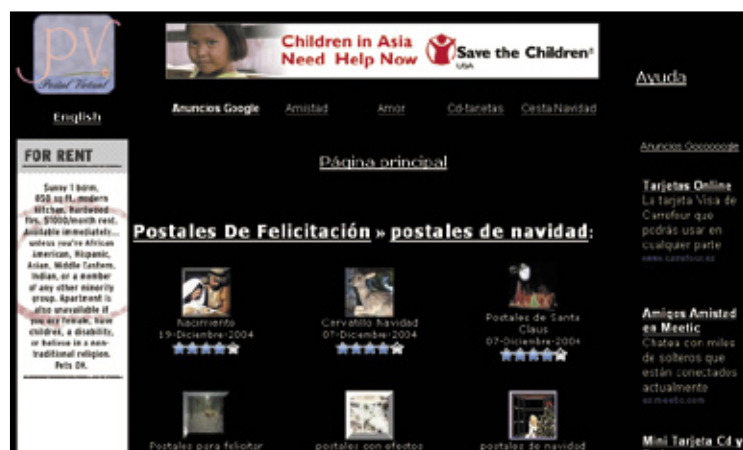 PV
Postal Virtual
English
Children in Asia
Need Help Now
Save the Children®
USA
Ayuda
Anuncios Google Amistad Amor Cd-taretas Cesta Navidad
Página principal
Anuncios Goooooogle
FOR RENT
Sunny 1 bdrm,
850 sq ft, modern
kitchen, hardwood
flrs. $1000/month rent.
Available immediately...
unless you're African
American, Hispanic,
Asian, Middle Eastern,
Indian, or a member
of any other minority
group. Apartment is
also unavailable if
you are female, have
children, a disability,
or believe in a non-
traditional religion.
Pets OK.
Postales De Felicitación » postales de navidad:
Nacimiento
19-Diciembre-2004
Cervatillo Navidad
07-Diciembre-2004
Postales de Santa
Claus
07-Diciembre-2004
Postales para felicitar
postales con efectos
postales de navidad
Tarjetas Online
La tarjeta Visa de
Carrefour que
podrás usar en
cualquier parte
www.carrefour.es
Amigos Amistad
en Meetic
Chatea con miles
de solteros que
están conectados
actualmente
es.meetic.com
Mini Tarjeta Cd y